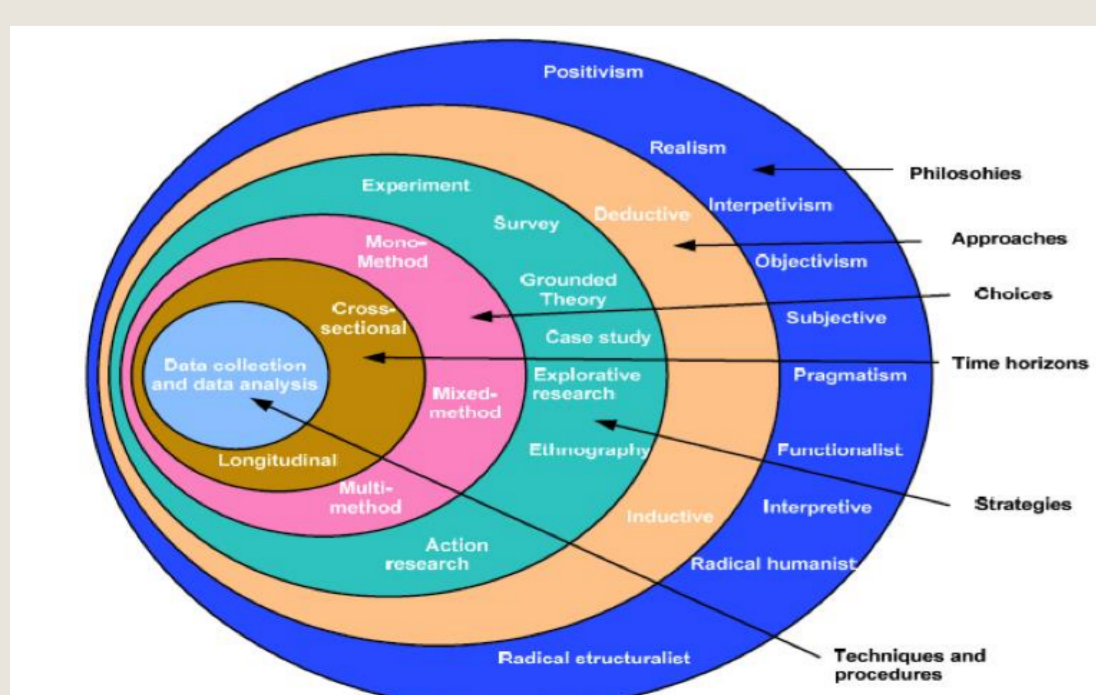 Positivism
Realism
Philosohies
Experiment
Interpetivism
Deductive
Survey
Approaches
Mono-
Method
Objectivism
Grounded
Theory
Choices
Cross-
sectional
Subjective
Case study
Time horizons
Data collection
and data analysis
Explorative
research
Pragmatism
Mixed-
method
Ethnography
Functionalist
Longitudinal
Multi-
method
Interpretive
Strategies
Inductive
Action
research
Radical humanist
Radical structuralist
Techniques and
procedures